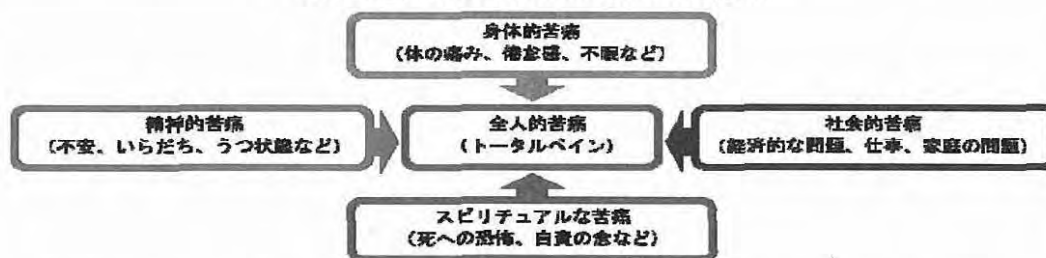 身体的苦痛
(体の痛み、倦怠感、不眠など)
精神的苦痛
(不安、いらだち、うつ状態など)
全人的苦痛
(トータルペイン)
社会的苦痛
(経済的な問題、仕事、家庭の問題)
スピリチュアルな苦痛
(死への恐怖、自責の念など)